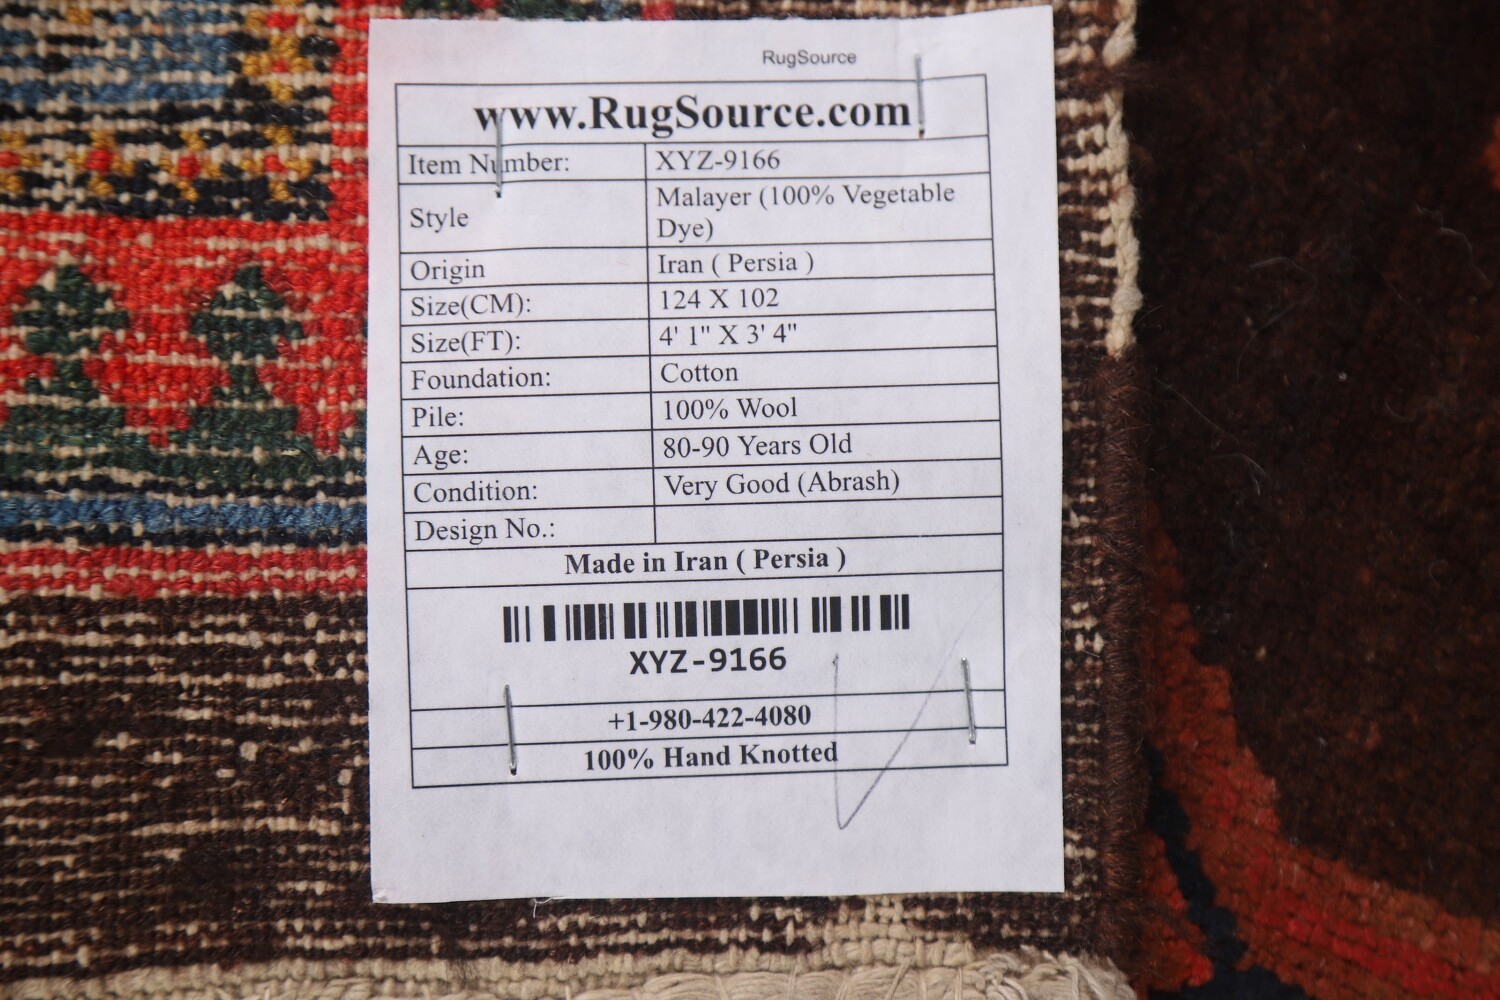 RugSource
www.RugSource.com
Item Number: XYZ-9166
Style Malayer (100% Vegetable
Dye)
Origin Iran ( Persia )
Size(CM): 124 X 102
Size(FT): 4' 1" X 3' 4"
Foundation: Cotton
Pile: 100% Wool
Age: 80-90 Years Old
Condition: Very Good (Abrash)
Design No.:
Made in Iran ( Persia )
XYZ-9166
+1-980-422-4080
100% Hand Knotted